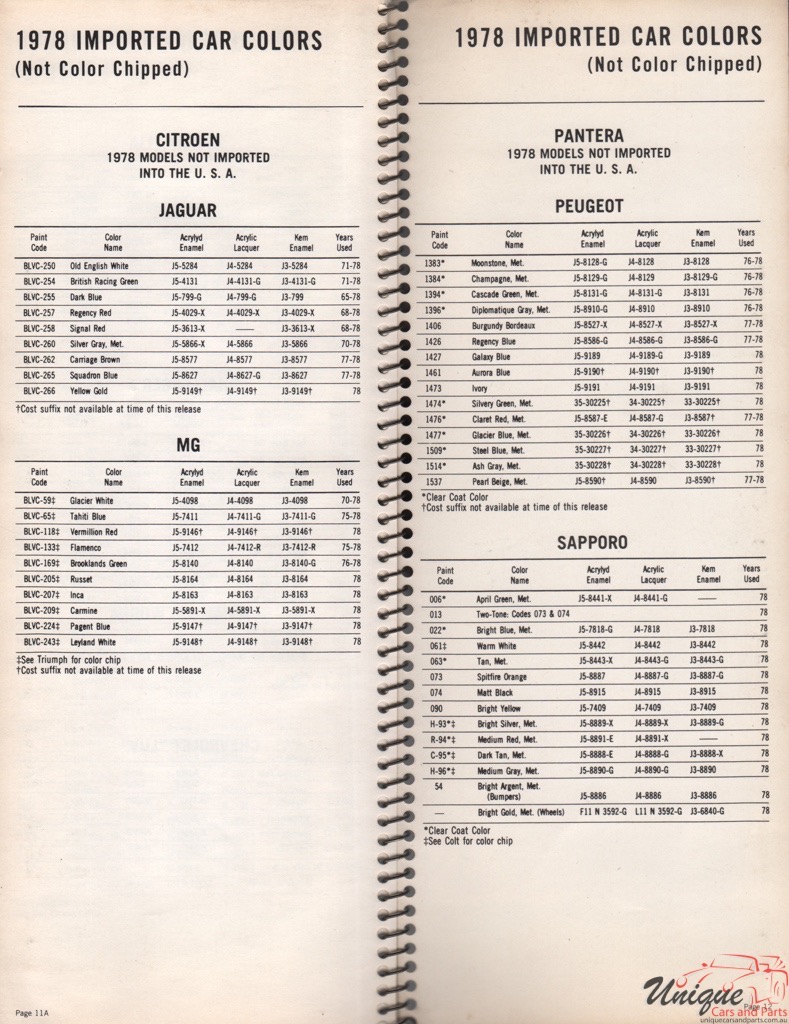 1978 IMPORTED CAR COLORS
(Not Color Chipped)
CITROEN
1978 MODELS NOT IMPORTED
INTO THE U. S. A.
JAGUAR
Paint Code Color Name Acrylyd Enamel Acrylic Lacquer Kem Enamel Years Used
BLVC-250 Old English White J5-5284 J4-5284 J3-5284 71-78
BLVC-254 British Racing Green J5-4131 J4-4131-G J3-4131-G 71-78
BLVC-255 Dark Blue J5-799-G J4-799-G J3-799 65-78
BLVC-257 Regency Red J5-4029-X J4-4029-X J3-4029-X 68-78
BLVC-258 Signal Red J5-3613-X —— J3-3613-X 68-78
BLVC-260 Silver Gray, Met. J5-5866-X J4-5866 J3-5866 70-78
BLVC-262 Carriage Brown J5-8577 J4-8577 J3-8577 77-78
BLVC-265 Squadron Blue J5-8627 J4-8627-G J3-8627 77-78
BLVC-266 Yellow Gold J5-9149† J4-9149† J3-9149† 78
†Cost suffix not available at time of this release
MG
Paint Code Color Name Acrylyd Enamel Acrylic Lacquer Kem Enamel Years Used
BLVC-59‡ Glacier White J5-4098 J4-4098 J3-4098 70-78
BLVC-65‡ Tahiti Blue J5-7411 J4-7411-G J3-7411-G 75-78
BLVC-118‡ Vermillion Red J5-9146† J4-9146† J3-9146† 78
BLVC-133‡ Flamenco J5-7412 J4-7412-R J3-7412-R 75-78
BLVC-169‡ Brooklands Green J5-8140 J4-8140 J3-8140-G 76-78
BLVC-205‡ Russet J5-8164 J4-8164 J3-8164 78
BLVC-207‡ Inca J5-8163 J4-8163 J3-8163 78
BLVC-209‡ Carmine J5-5891-X J4-5891-X J3-5891-X 78
BLVC-224‡ Pagent Blue J5-9147† J4-9147† J3-9147† 78
BLVC-243‡ Leyland White J5-9148† J4-9148† J3-9148† 78
‡See Triumph for color chip
†Cost suffix not available at time of this release
Page 11A
1978 IMPORTED CAR COLORS
(Not Color Chipped)
PANTERA
1978 MODELS NOT IMPORTED
INTO THE U. S. A.
PEUGEOT
Paint Code Color Name Acrylyd Enamel Acrylic Lacquer Kem Enamel Years Used
1383* Moonstone, Met. J5-8128-G J4-8128 J3-8128 76-78
1384* Champagne, Met. J5-8129-G J4-8129 J3-8129-G 76-78
1394* Cascade Green, Met. J5-8131-G J4-8131-G J3-8131 76-78
1396* Diplomatique Gray, Met. J5-8910-G J4-8910 J3-8910 76-78
1406 Burgundy Bordeaux J5-8527-X J4-8527-X J3-8527-X 77-78
1426 Regency Blue J5-8586-G J4-8586-G J3-8586-G 77-78
1427 Galaxy Blue J5-9189 J4-9189-G J3-9189 78
1461 Aurora Blue J5-9190† J4-9190† J3-9190† 78
1473 Ivory J5-9191 J4-9191 J3-9191 78
1474* Silvery Green, Met. 35-30225† 34-30225† 33-30225† 78
1476* Claret Red, Met. J5-8587-E J4-8587-G J3-8587† 77-78
1477* Glacier Blue, Met. 35-30226† 34-30226† 33-30226† 78
1509* Steel Blue, Met. 35-30227† 34-30227† 33-30227† 78
1514* Ash Gray, Met. 35-30228† 34-30228† 33-30228† 78
1537 Pearl Beige, Met. J5-8590† J4-8590 J3-8590† 77-78
*Clear Coat Color
†Cost suffix not available at time of this release
SAPPORO
Paint Code Color Name Acrylyd Enamel Acrylic Lacquer Kem Enamel Years Used
006* April Green, Met. J5-8441-X J4-8441-G —— 78
013 Two-Tone: Codes 073 & 074 78
022* Bright Blue, Met. J5-7818-G J4-7818 J3-7818 78
061‡ Warm White J5-8442 J4-8442 J3-8442 78
063* Tan, Met. J5-8443-X J4-8443-G J3-8443-G 78
073 Spitfire Orange J5-8887 J4-8887-G J3-8887-G 78
074 Matt Black J5-8915 J4-8915 J3-8915 78
090 Bright Yellow J5-7409 J4-7409 J3-7409 78
H-93*‡ Bright Silver, Met. J5-8889-X J4-8889-X J3-8889-G 78
R-94*‡ Medium Red, Met. J5-8891-E J4-8891-X —— 78
C-95*‡ Dark Tan, Met. J5-8888-E J4-8888-G J3-8888-X 78
H-96*‡ Medium Gray, Met. J5-8890-G J4-8890-G J3-8890 78
54 Bright Argent, Met.
(Bumpers) J5-8886 J4-8886 J3-8886 78
— Bright Gold, Met. (Wheels) F11 N 3592-G L11 N 3592-G J3-6840-G 78
*Clear Coat Color
‡See Colt for color chip
Page 12
Unique
Cars and Parts
uniquecarsandparts.com.au